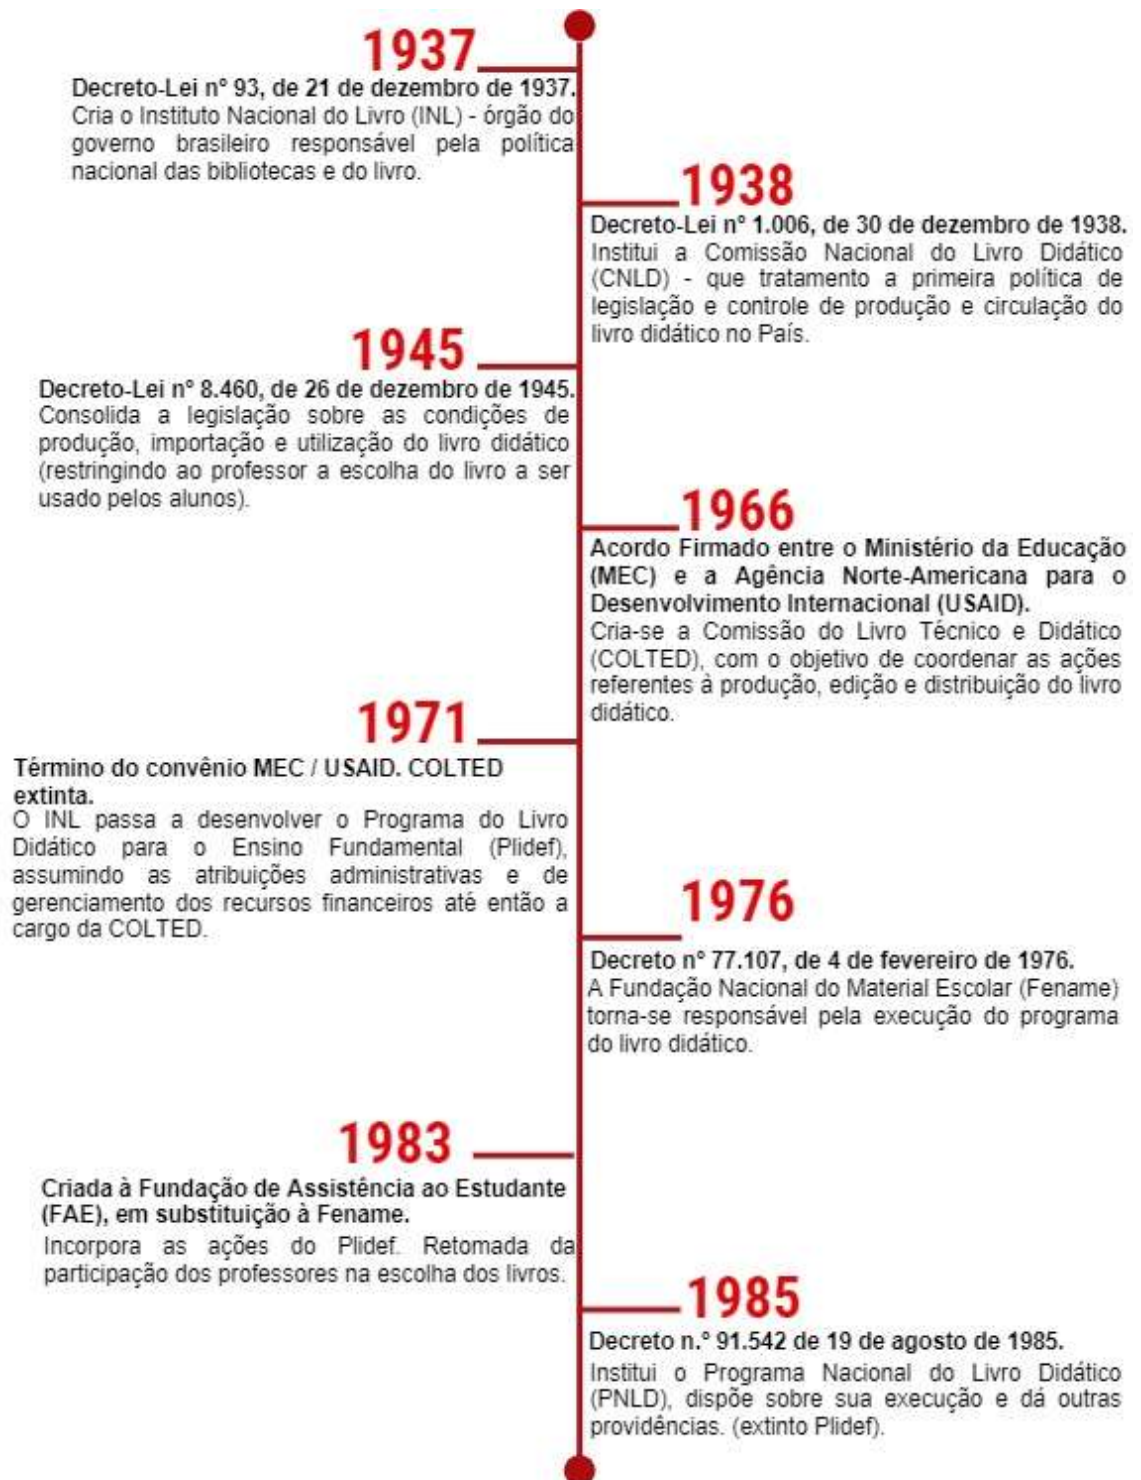 1937
Decreto-Lei nº 93, de 21 de dezembro de 1937.
Cria o Instituto Nacional do Livro (INL) - órgão do
governo brasileiro responsável pela política
nacional das bibliotecas e do livro.
1938
Decreto-Lei nº 1.006, de 30 de dezembro de 1938.
Institui a Comissão Nacional do Livro Didático
(CNLD) - que tratamento a primeira política de
legislação e controle de produção e circulação do
livro didático no País.
1945
Decreto-Lei nº 8.460, de 26 de dezembro de 1945.
Consolida a legislação sobre as condições de
produção, importação e utilização do livro didático
(restringindo ao professor a escolha do livro a ser
usado pelos alunos).
1966
Acordo Firmado entre o Ministério da Educação
(MEC) e a Agência Norte-Americana para o
Desenvolvimento Internacional (USAID).
Cria-se a Comissão do Livro Técnico e Didático
(COLTED), com o objetivo de coordenar as ações
referentes à produção, edição e distribuição do livro
didático.
1971
Término do convênio MEC / USAID. COLTED
extinta.
O INL passa a desenvolver o Programa do Livro
Didático para o Ensino Fundamental (Plidef),
assumindo as atribuições administrativas e de
gerenciamento dos recursos financeiros até então a
cargo da COLTED.
1976
Decreto nº 77.107, de 4 de fevereiro de 1976.
A Fundação Nacional do Material Escolar (Fename)
torna-se responsável pela execução do programa
do livro didático.
1983
Criada à Fundação de Assistência ao Estudante
(FAE), em substituição à Fename.
Incorpora as ações do Plidef. Retomada da
participação dos professores na escolha dos livros.
1985
Decreto n.º 91.542 de 19 de agosto de 1985.
Institui o Programa Nacional do Livro Didático
(PNLD), dispõe sobre sua execução e dá outras
providências. (extinto Plidef).